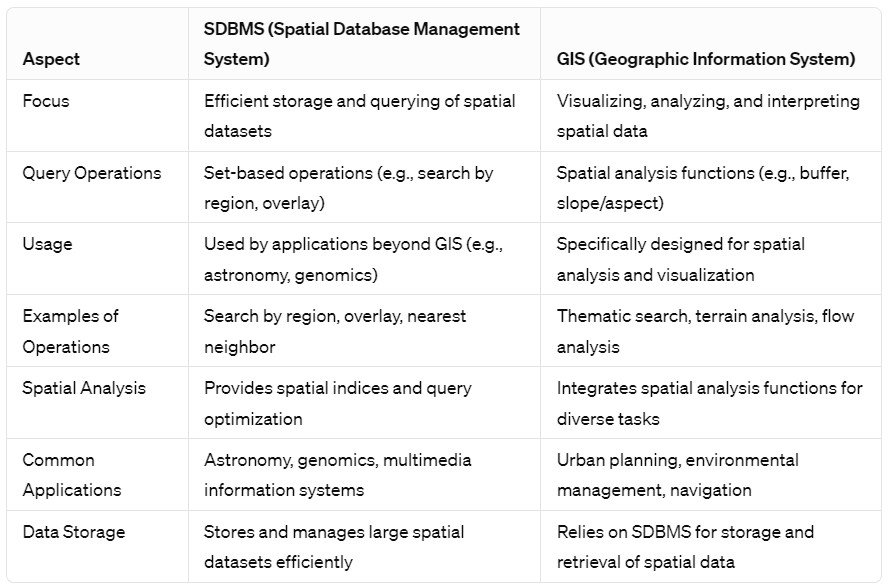 Aspect
SDBMS (Spatial Database Management
System)
GIS (Geographic Information System)
Focus
Efficient storage and querying of spatial
datasets
Visualizing, analyzing, and interpreting
spatial data
Query Operations
Set-based operations (e.g., search by
region, overlay)
Spatial analysis functions (e.g., buffer,
slope/aspect)
Usage
Used by applications beyond GIS (e.g.,
astronomy, genomics)
Specifically designed for spatial
analysis and visualization
Examples of
Operations
Search by region, overlay, nearest
neighbor
Thematic search, terrain analysis, flow
analysis
Spatial Analysis
Provides spatial indices and query
optimization
Integrates spatial analysis functions for
diverse tasks
Common
Applications
Astronomy, genomics, multimedia
information systems
Urban planning, environmental
management, navigation
Data Storage
Stores and manages large spatial
datasets efficiently
Relies on SDBMS for storage and
retrieval of spatial data